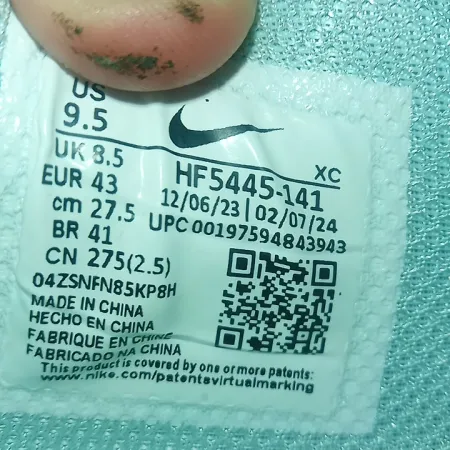 US
9.5
UK 8.5
EUR 43
cm 27.5
BR 41
CN 275(2.5)
XC
HF5445-141
12/06/23 | 02/07/24
UPC 00197594843943
04ZSNFN85KP8H
MADE IN CHINA
HECHO EN CHINA
FABRIQUE EN CHINE
FABRICADO NA CHINA
This product is covered by one or more patents:
www.nike.com/patentsvirtualmarking